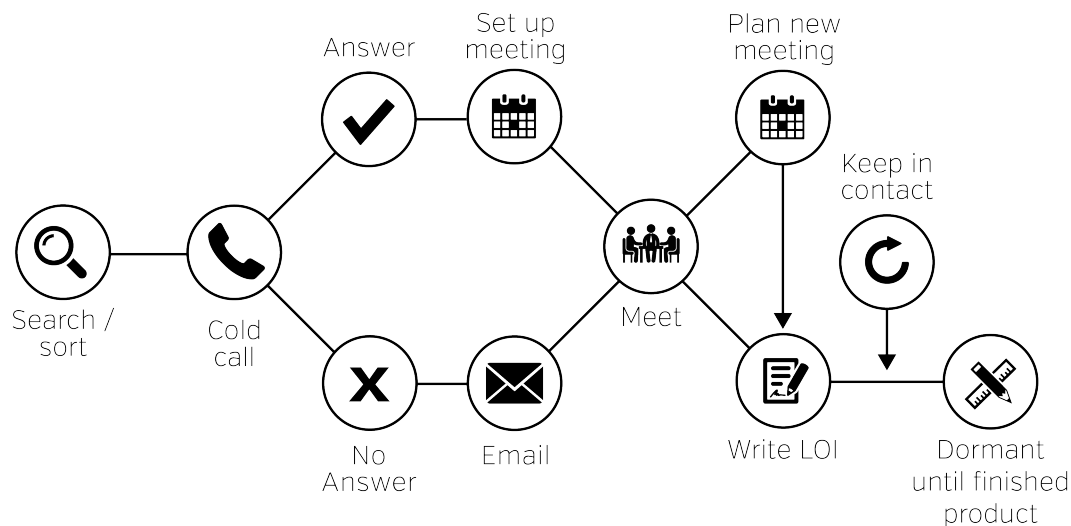 Answer
Set up
meeting
Plan new
meeting
Keep in
contact
Search /
sort
Cold
call
Meet
No
Answer
Email
Write LOI
Dormant
until finished
product